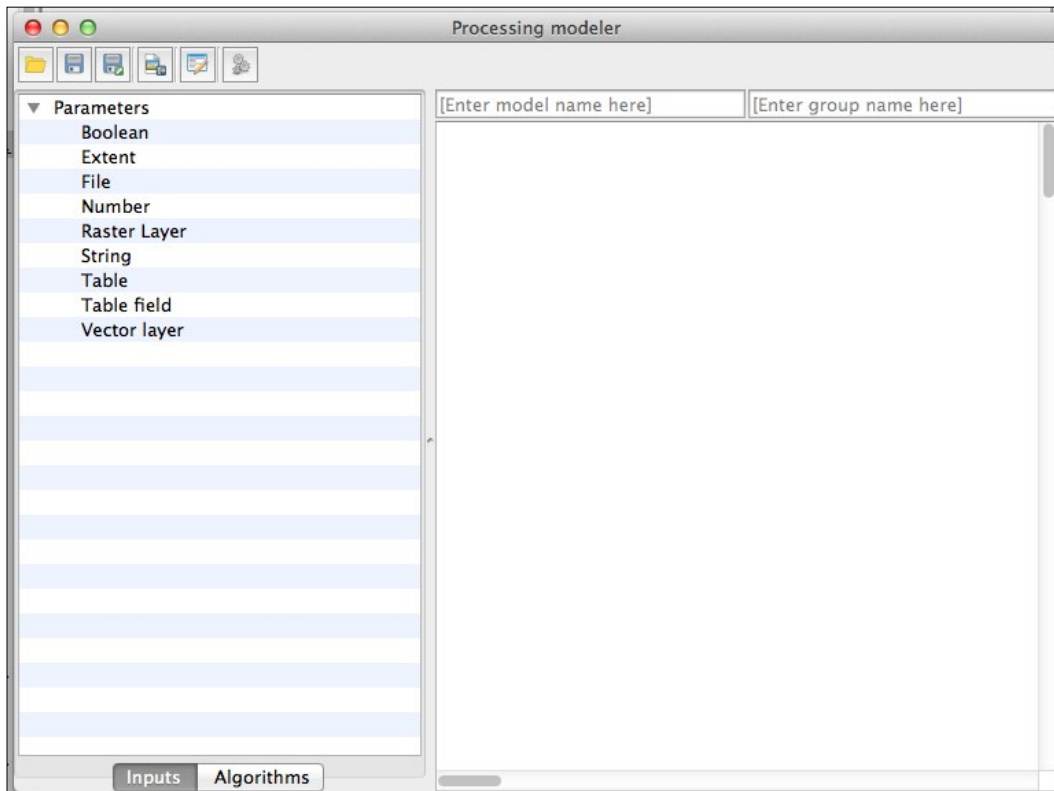 Processing modeler
[Enter model name here] [Enter group name here]
Parameters
Boolean
Extent
File
Number
Raster Layer
String
Table
Table field
Vector layer
Inputs Algorithms